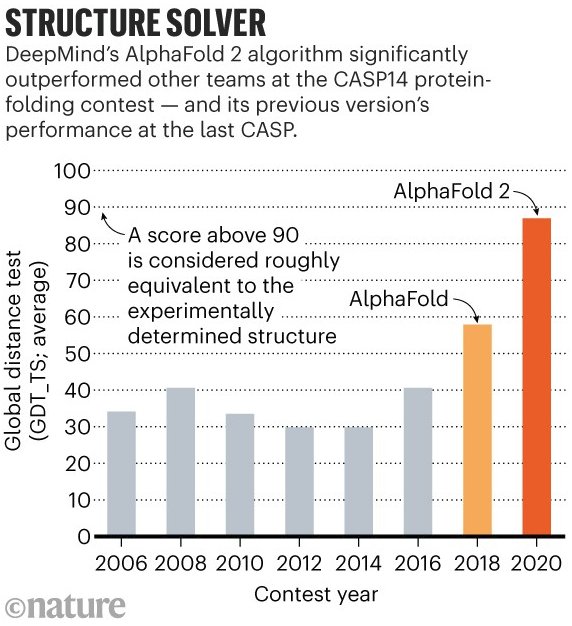 STRUCTURE SOLVER
DeepMind’s AlphaFold 2 algorithm significantly
outperformed other teams at the CASP14 protein-
folding contest — and its previous version’s
performance at the last CASP.
100
90
80
70
60
50
40
30
20
10
0
Global distance test
(GDT_TS; average)
A score above 90
is considered roughly
equivalent to the
experimentally
determined structure
AlphaFold 2
AlphaFold
2006 2008 2010 2012 2014 2016 2018 2020
Contest year
©nature